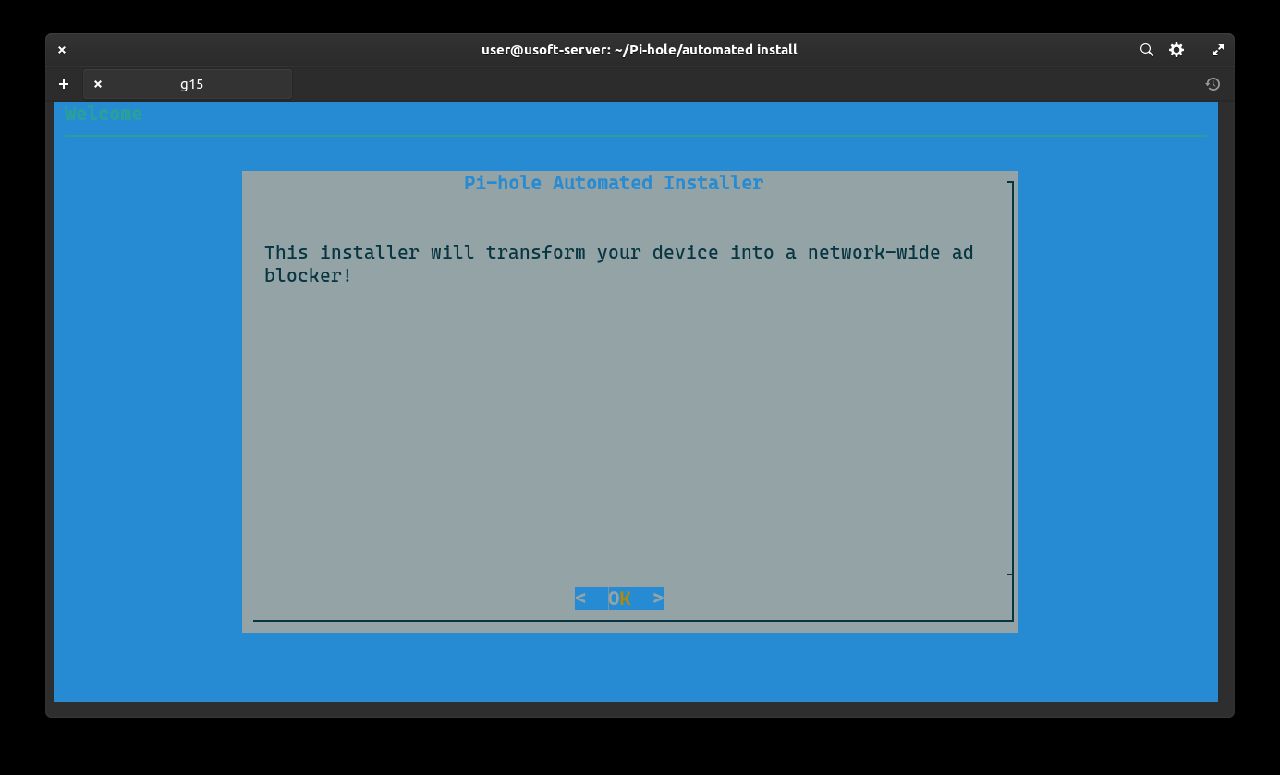 user@usoft-server: ~/Pi-hole/automated install
g15
Welcome
Pi-hole Automated Installer
This installer will transform your device into a network-wide ad
blocker!
< OK >